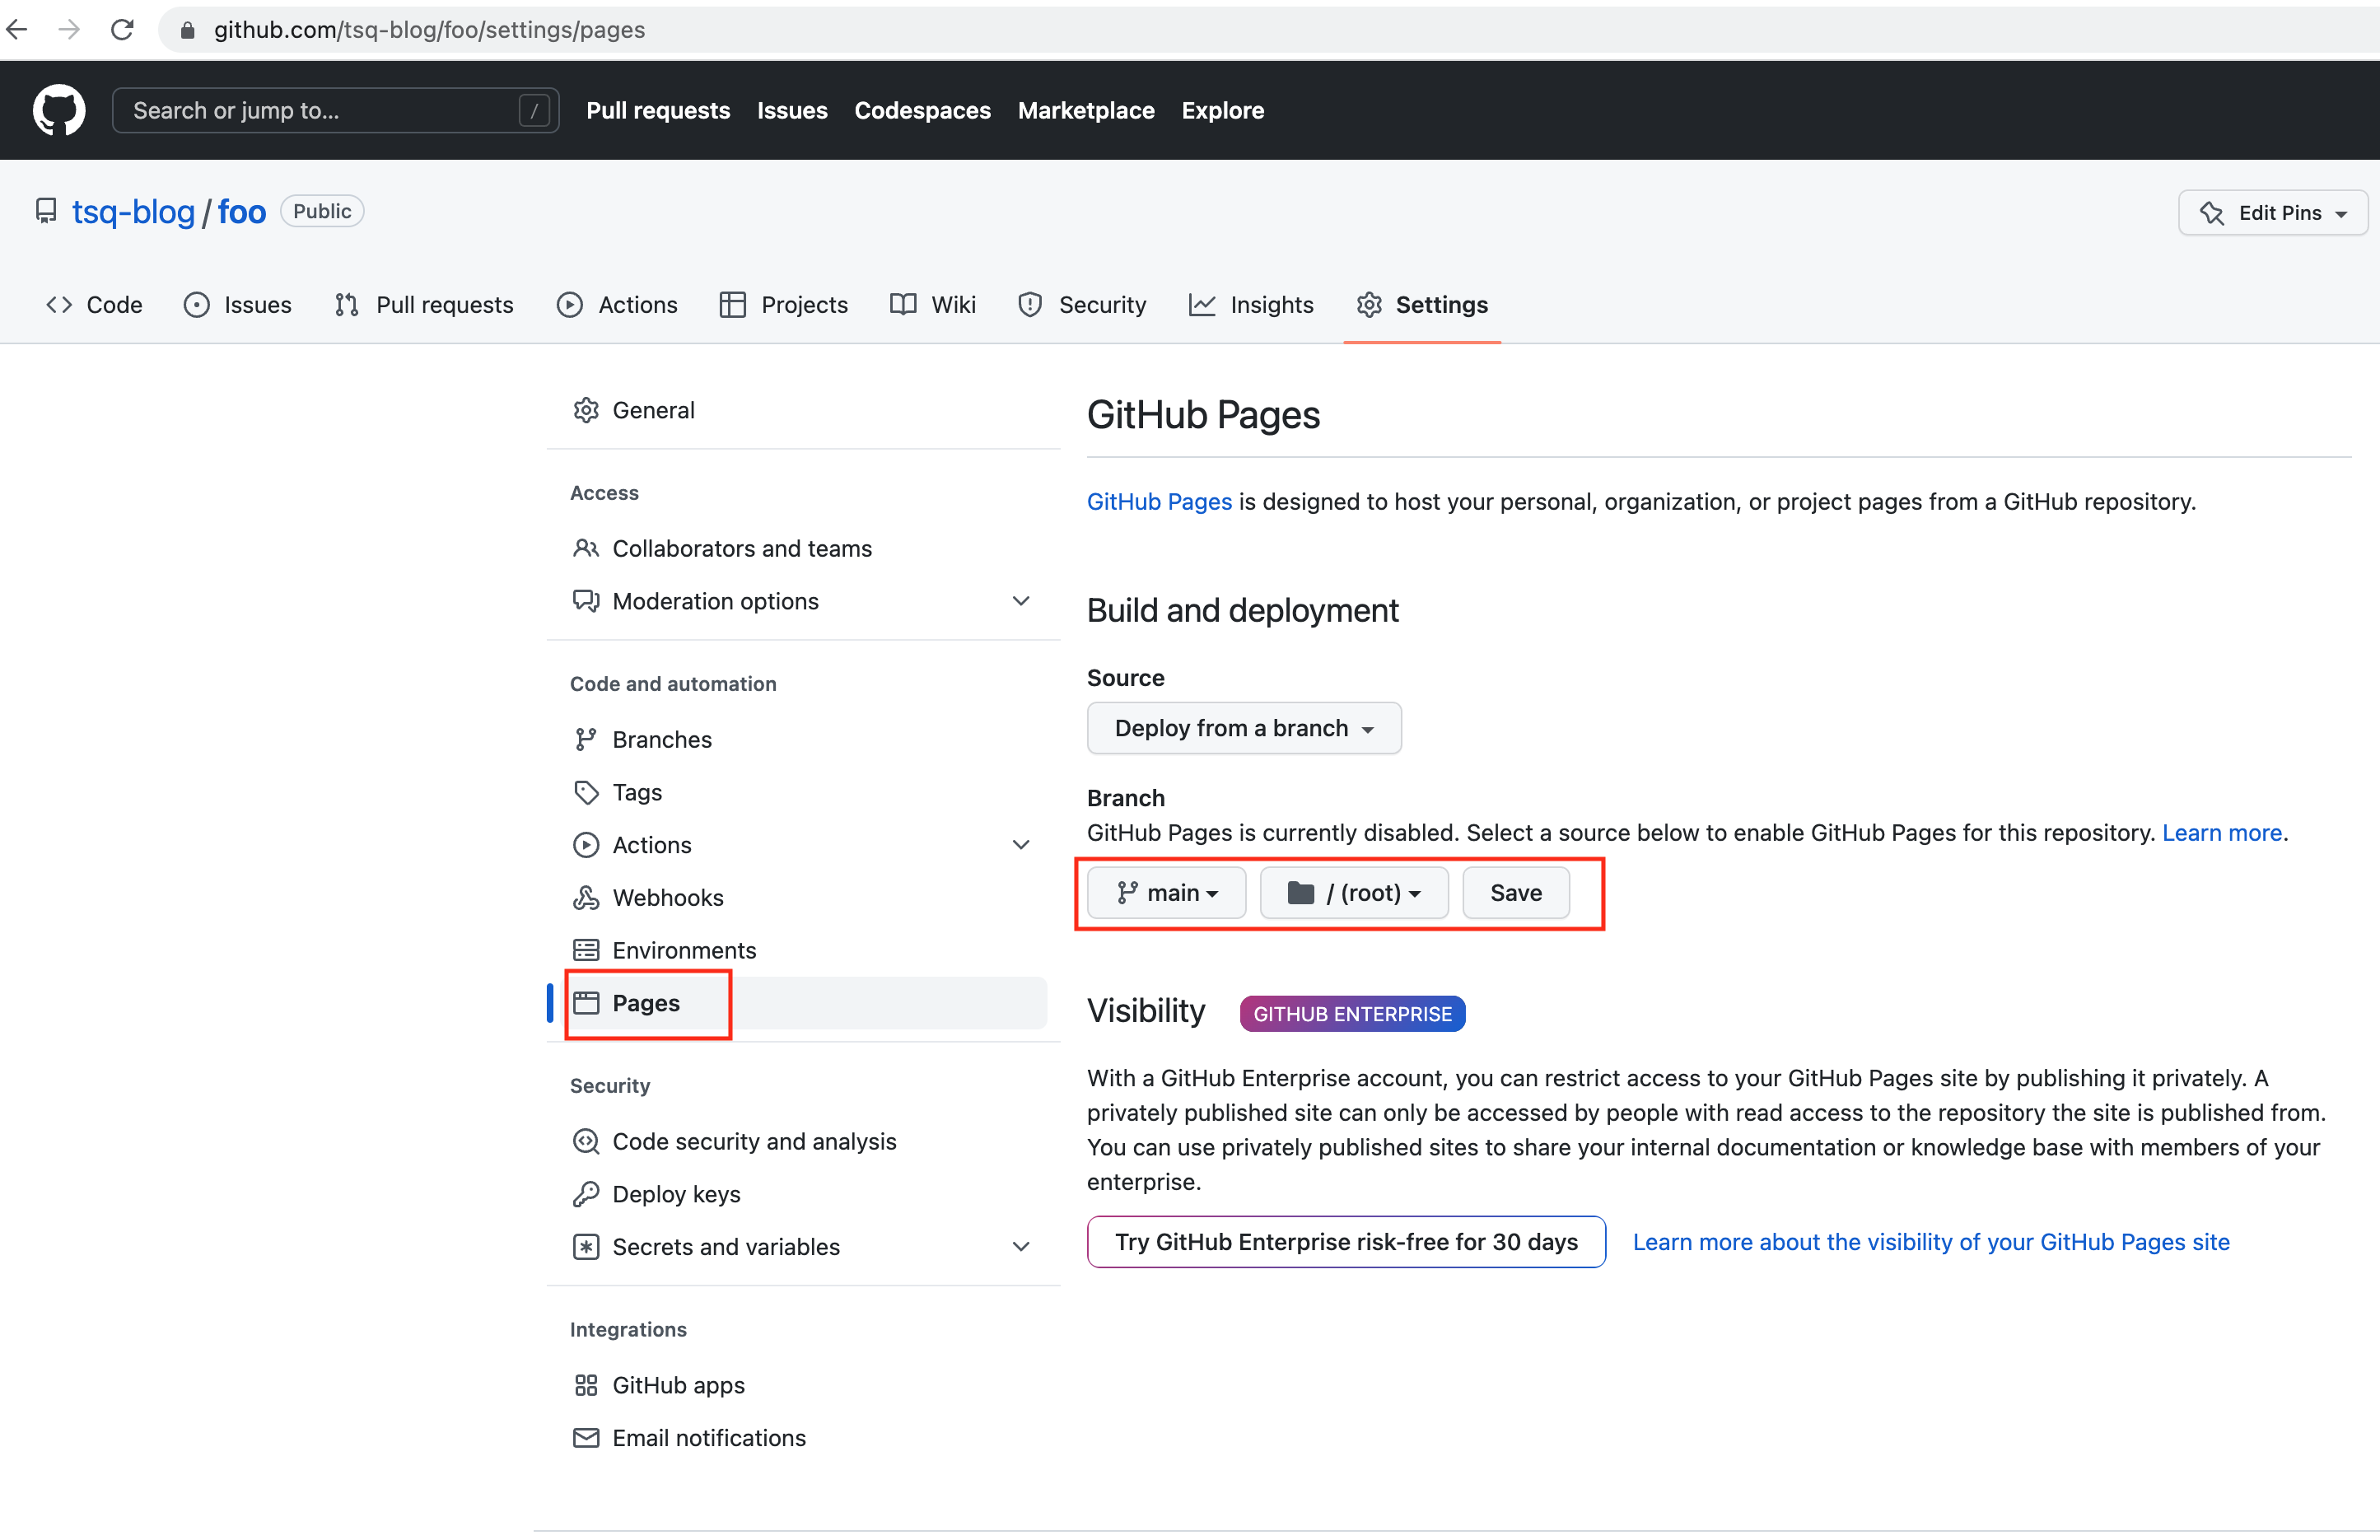 github.com/tsq-blog/foo/settings/pages
Search or jump to... /
Pull requests Issues Codespaces Marketplace Explore
tsq-blog / foo Public
Edit Pins
Code Issues Pull requests Actions Projects Wiki Security Insights Settings
General
Access
Collaborators and teams
Moderation options
Code and automation
Branches
Tags
Actions
Webhooks
Environments
Pages
Security
Code security and analysis
Deploy keys
Secrets and variables
Integrations
GitHub apps
Email notifications
GitHub Pages
GitHub Pages is designed to host your personal, organization, or project pages from a GitHub repository.
Build and deployment
Source
Deploy from a branch
Branch
GitHub Pages is currently disabled. Select a source below to enable GitHub Pages for this repository. Learn more.
main / (root) Save
Visibility GITHUB ENTERPRISE
With a GitHub Enterprise account, you can restrict access to your GitHub Pages site by publishing it privately. A
privately published site can only be accessed by people with read access to the repository the site is published from.
You can use privately published sites to share your internal documentation or knowledge base with members of your
enterprise.
Try GitHub Enterprise risk-free for 30 days Learn more about the visibility of your GitHub Pages site